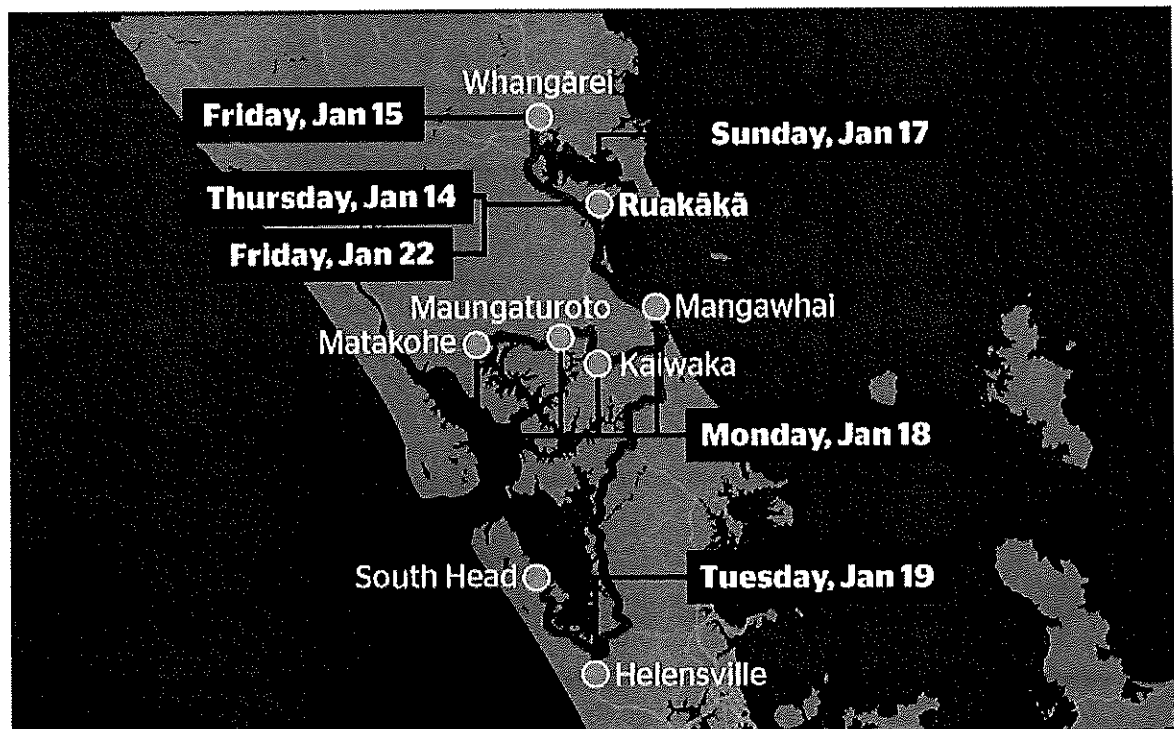 Whangārei
Friday, Jan 15
Sunday, Jan 17
Thursday, Jan 14
Ruakākā
Friday, Jan 22
Maungaturoto
Mangawhai
Matakohe
Kaiwaka
Monday, Jan 18
South Head
Tuesday, Jan 19
Helensville